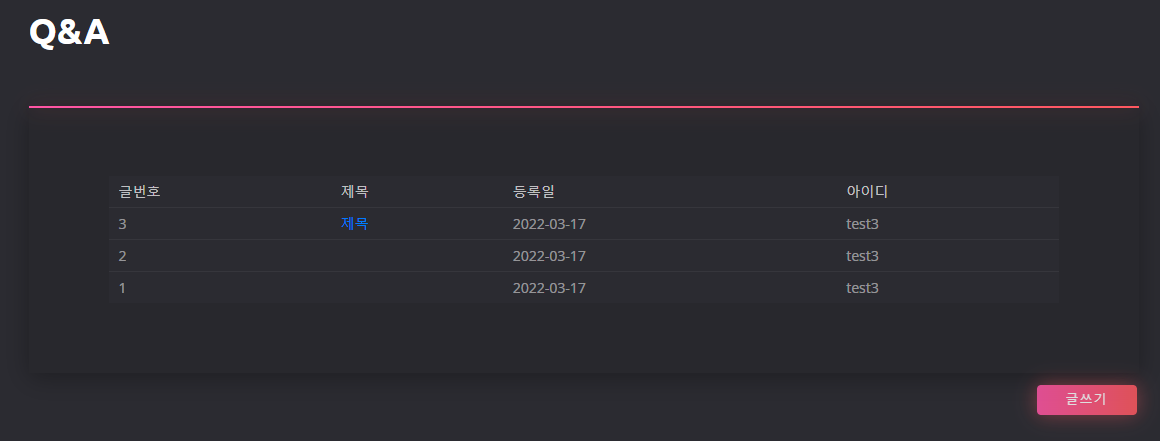 Q&A
글번호 제목 등록일 아이디
3 제목 2022-03-17 test3
2 2022-03-17 test3
1 2022-03-17 test3
글쓰기